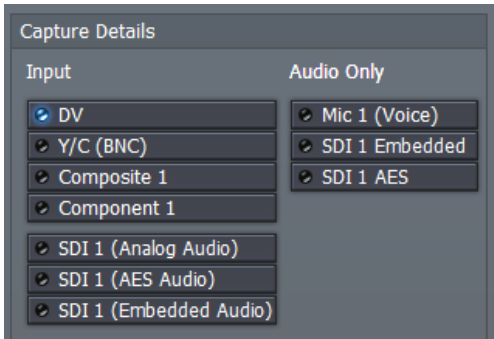 Capture Details
Input
DV
Y/C (BNC)
Composite 1
Component 1
SDI 1 (Analog Audio)
SDI 1 (AES Audio)
SDI 1 (Embedded Audio)
Audio Only
Mic 1 (Voice)
SDI 1 Embedded
SDI 1 AES